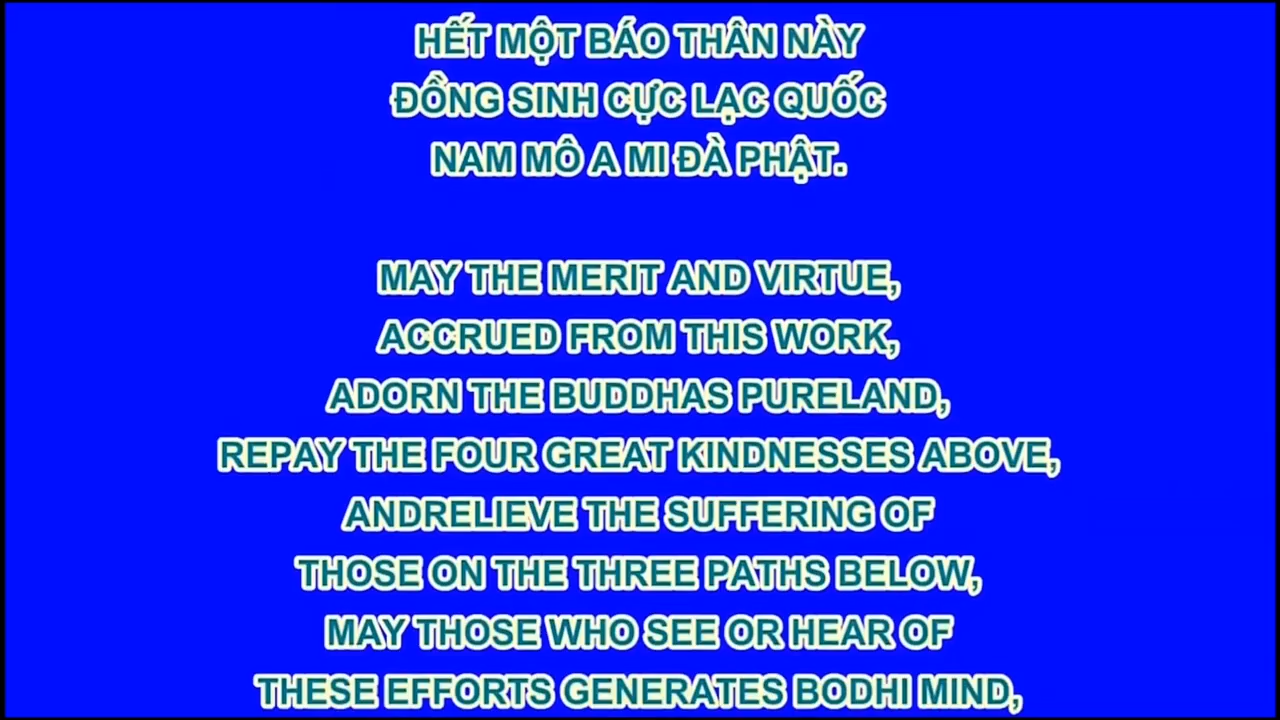 HẾT MỘT BÁO THÂN NÀY
ĐỒNG SINH CỰC LẠC QUỐC
NAM MÔ A MI ĐÀ PHẬT.
MAY THE MERIT AND VIRTUE,
ACCRUED FROM THIS WORK,
ADORN THE BUDDHAS PURELAND,
REPAY THE FOUR GREAT KINDNESSES ABOVE,
ANDRELIEVE THE SUFFERING OF
THOSE ON THE THREE PATHS BELOW,
MAY THOSE WHO SEE OR HEAR OF
THESE EFFORTS GENERATES BODHI MIND,